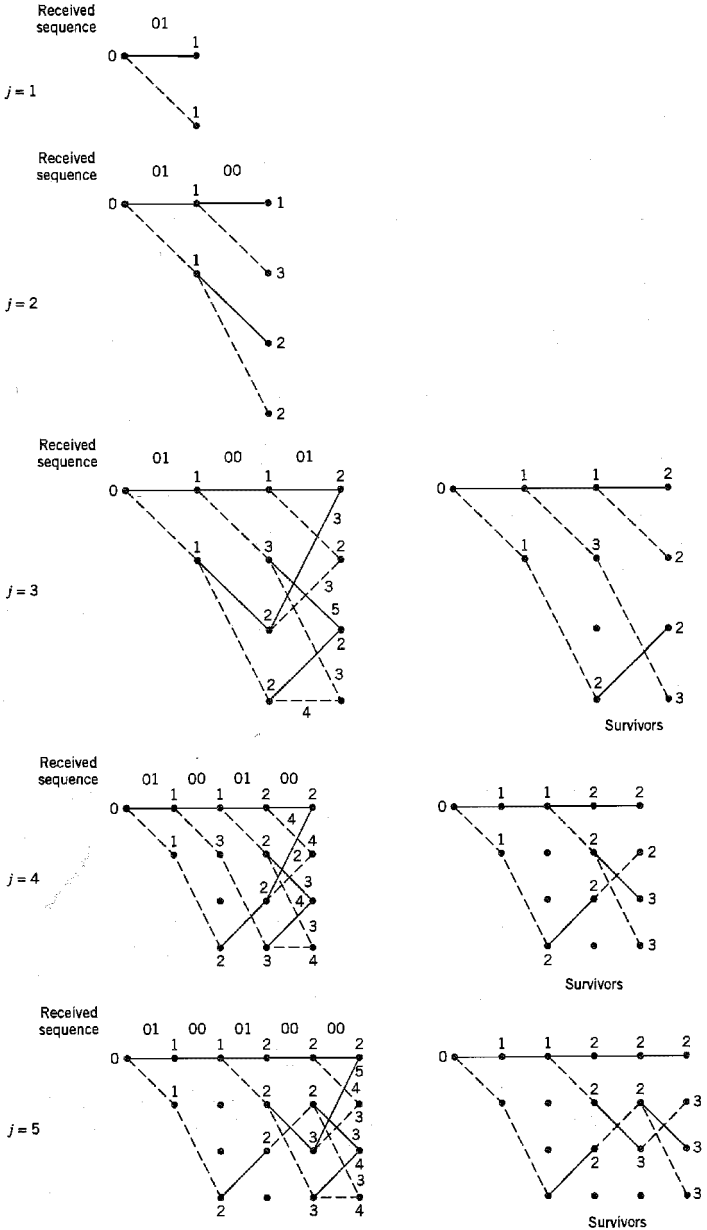 Received
sequence 01
0 1
j = 1
1
Received
sequence 01 00
0 1 1
1 3
j = 2
2
2
Received
sequence 01 00 01
0 1 1 2
3
1 3 2
3
j = 3
5
2 2
2 3
4
0 1 1 2
1 3 2
2
2 3
Survivors
Received
sequence 01 00 01 00
0 1 1 2 2
4
1 3 2 4
2
3
j = 4
2 4
3
2 3 4
0 1 1 2 2
1 2 2
2 3
2 3
Survivors
Received
sequence 01 00 01 00 00
0 1 1 2 2 2
5
1 2 2 4
3
j = 5
2 3 3
4
3
2 3 4
0 1 1 2 2 2
1 2 2 3
2 3 3
3
Survivors